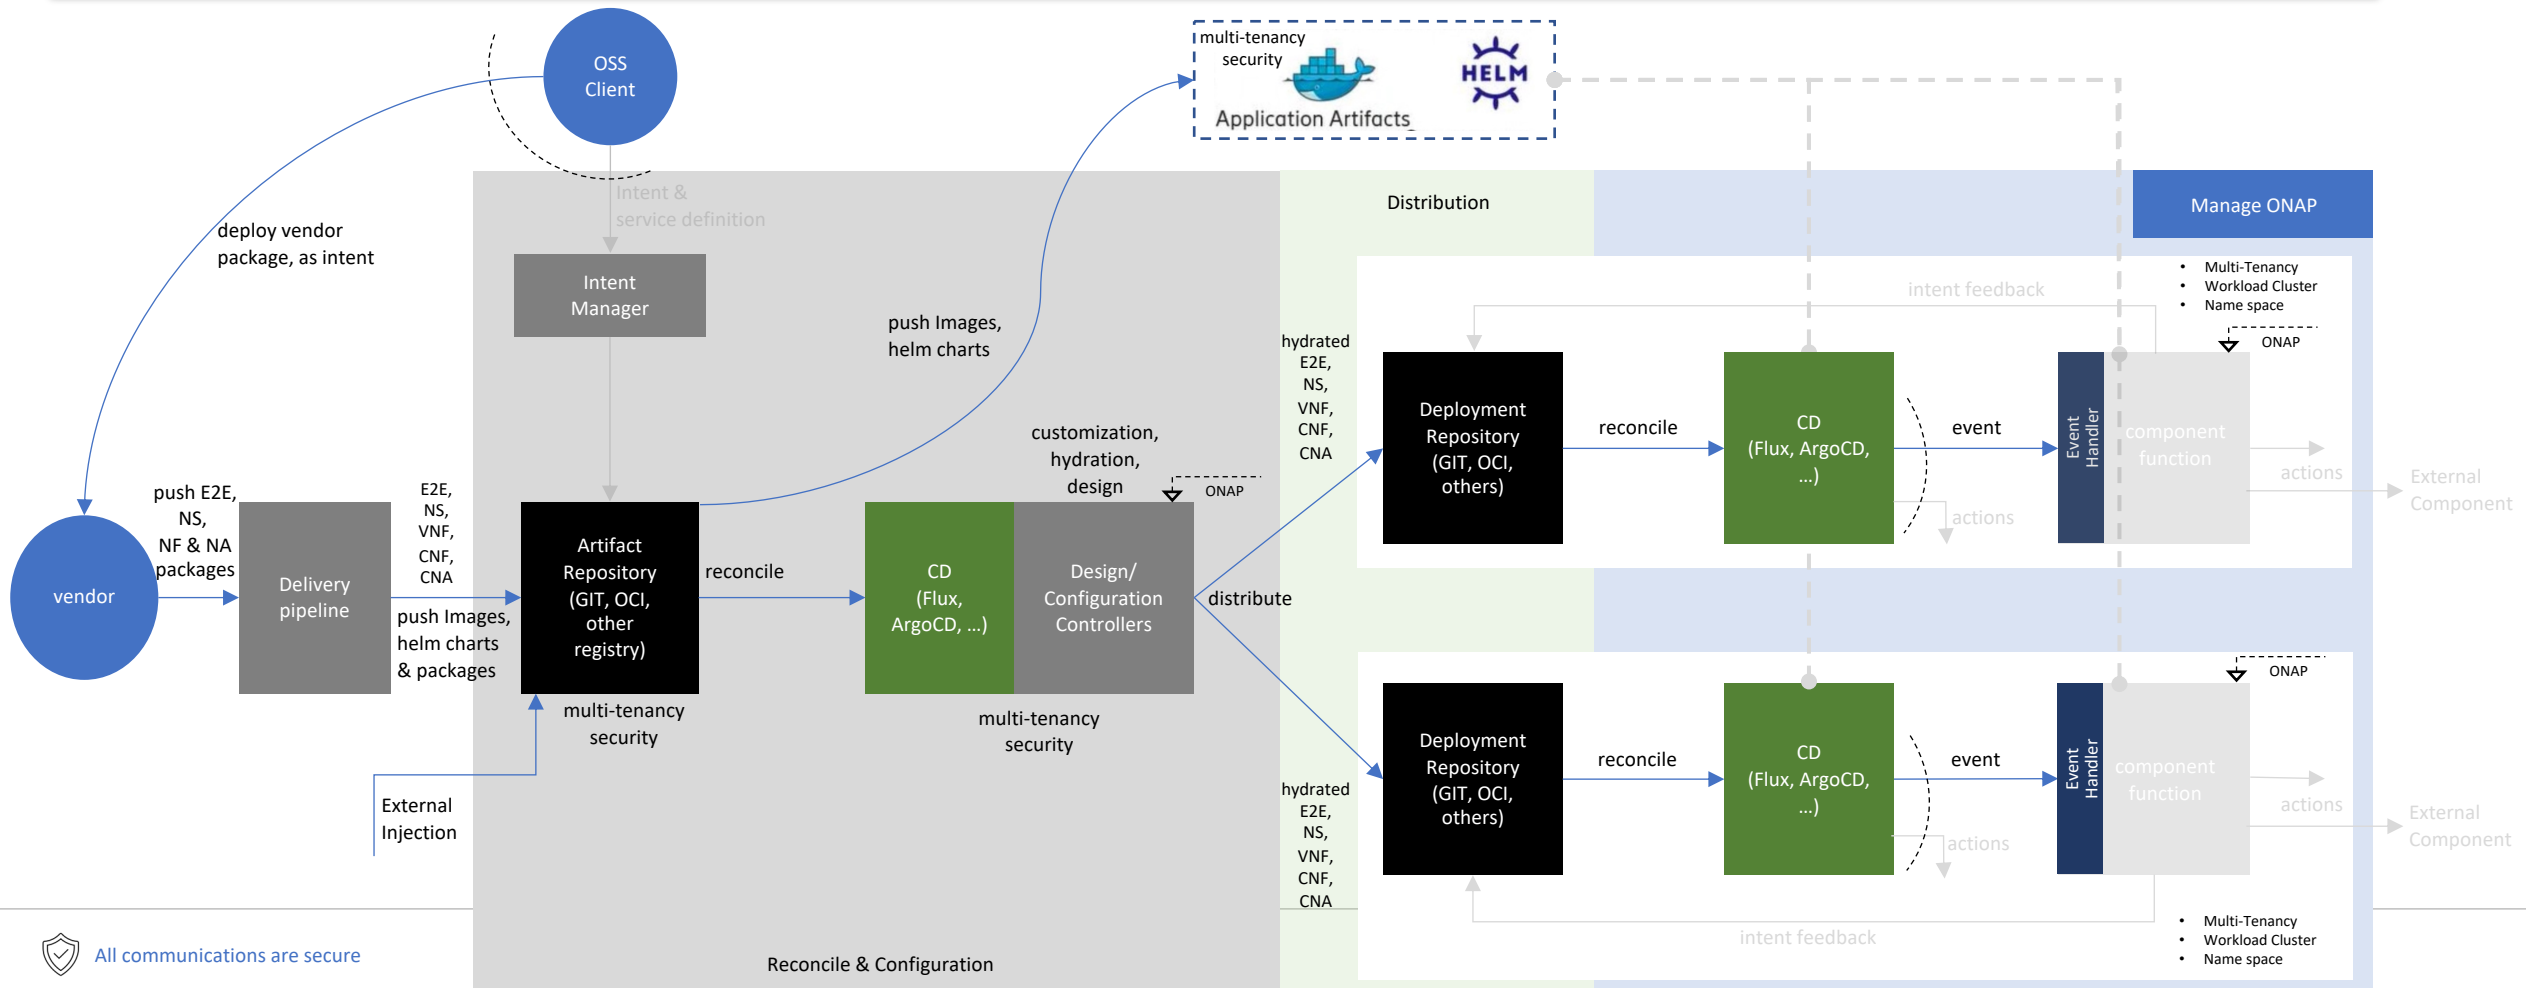 OSS
Client
multi-tenancy
security
HELM
Application Artifacts
Intent &
service definition
deploy vendor
package, as intent
Intent
Manager
push Images,
helm charts
Distribution
Manage ONAP
• Multi-Tenancy
• Workload Cluster
• Name space
intent feedback
ONAP
hydrated
E2E,
NS,
VNF,
CNF,
CNA
Deployment
Repository
(GIT, OCI,
others)
reconcile
CD
(Flux, ArgoCD,
...)
event
Event
Handler
component
function
actions
actions
External
Component
customization,
hydration,
design
ONAP
push E2E,
NS,
NF & NA
packages
vendor
Delivery
pipeline
E2E,
NS,
VNF,
CNF,
CNA
push Images,
helm charts
& packages
Artifact
Repository
(GIT, OCI,
other
registry)
reconcile
CD
(Flux,
ArgoCD, ...)
Design/
Configuration
Controllers
distribute
multi-tenancy
security
multi-tenancy
security
External
Injection
ONAP
hydrated
E2E,
NS,
VNF,
CNF,
CNA
Deployment
Repository
(GIT, OCI,
others)
reconcile
CD
(Flux, ArgoCD,
...)
event
Event
Handler
component
function
actions
actions
External
Component
intent feedback
• Multi-Tenancy
• Workload Cluster
• Name space
All communications are secure
Reconcile & Configuration